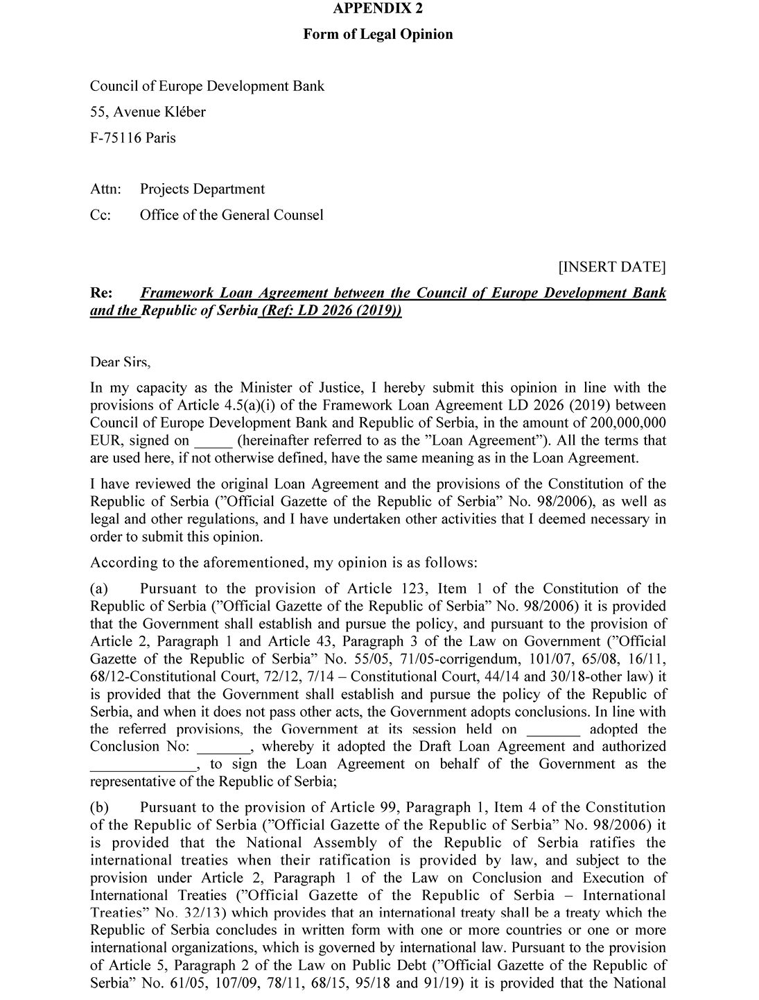 APPENDIX 2
Form of Legal Opinion
Council of Europe Development Bank
55, Avenue Kléber
F-75116 Paris
Attn: Projects Department
Cc: Office of the General Counsel
[INSERT DATE]
Re: Framework Loan Agreement between the Council of Europe Development Bank
and the Republic of Serbia (Ref: LD 2026 (2019))
Dear Sirs,
In my capacity as the Minister of Justice, I hereby submit this opinion in line with the
provisions of Article 4.5(a)(i) of the Framework Loan Agreement LD 2026 (2019) between
Council of Europe Development Bank and Republic of Serbia, in the amount of 200,000,000
EUR, signed on _____ (hereinafter referred to as the ”Loan Agreement”). All the terms that
are used here, if not otherwise defined, have the same meaning as in the Loan Agreement.
I have reviewed the original Loan Agreement and the provisions of the Constitution of the
Republic of Serbia (”Official Gazette of the Republic of Serbia” No. 98/2006), as well as
legal and other regulations, and I have undertaken other activities that I deemed necessary in
order to submit this opinion.
According to the aforementioned, my opinion is as follows:
(a) Pursuant to the provision of Article 123, Item 1 of the Constitution of the
Republic of Serbia (”Official Gazette of the Republic of Serbia” No. 98/2006) it is provided
that the Government shall establish and pursue the policy, and pursuant to the provision of
Article 2, Paragraph 1 and Article 43, Paragraph 3 of the Law on Government (”Official
Gazette of the Republic of Serbia” No. 55/05, 71/05-corrigendum, 101/07, 65/08, 16/11,
68/12-Constitutional Court, 72/12, 7/14 – Constitutional Court, 44/14 and 30/18-other law) it
is provided that the Government shall establish and pursue the policy of the Republic of
Serbia, and when it does not pass other acts, the Government adopts conclusions. In line with
the referred provisions, the Government at its session held on _______ adopted the
Conclusion No: _______, whereby it adopted the Draft Loan Agreement and authorized
______________, to sign the Loan Agreement on behalf of the Government as the
representative of the Republic of Serbia;
(b) Pursuant to the provision of Article 99, Paragraph 1, Item 4 of the Constitution
of the Republic of Serbia (”Official Gazette of the Republic of Serbia” No. 98/2006) it
is provided that the National Assembly of the Republic of Serbia ratifies the
international treaties when their ratification is provided by law, and subject to the
provision under Article 2, Paragraph 1 of the Law on Conclusion and Execution of
International Treaties (”Official Gazette of the Republic of Serbia – International
Treaties” No. 32/13) which provides that an international treaty shall be a treaty which the
Republic of Serbia concludes in written form with one or more countries or one or more
international organizations, which is governed by international law. Pursuant to the provision
of Article 5, Paragraph 2 of the Law on Public Debt (”Official Gazette of the Republic of
Serbia” No. 61/05, 107/09, 78/11, 68/15, 95/18 and 91/19) it is provided that the National